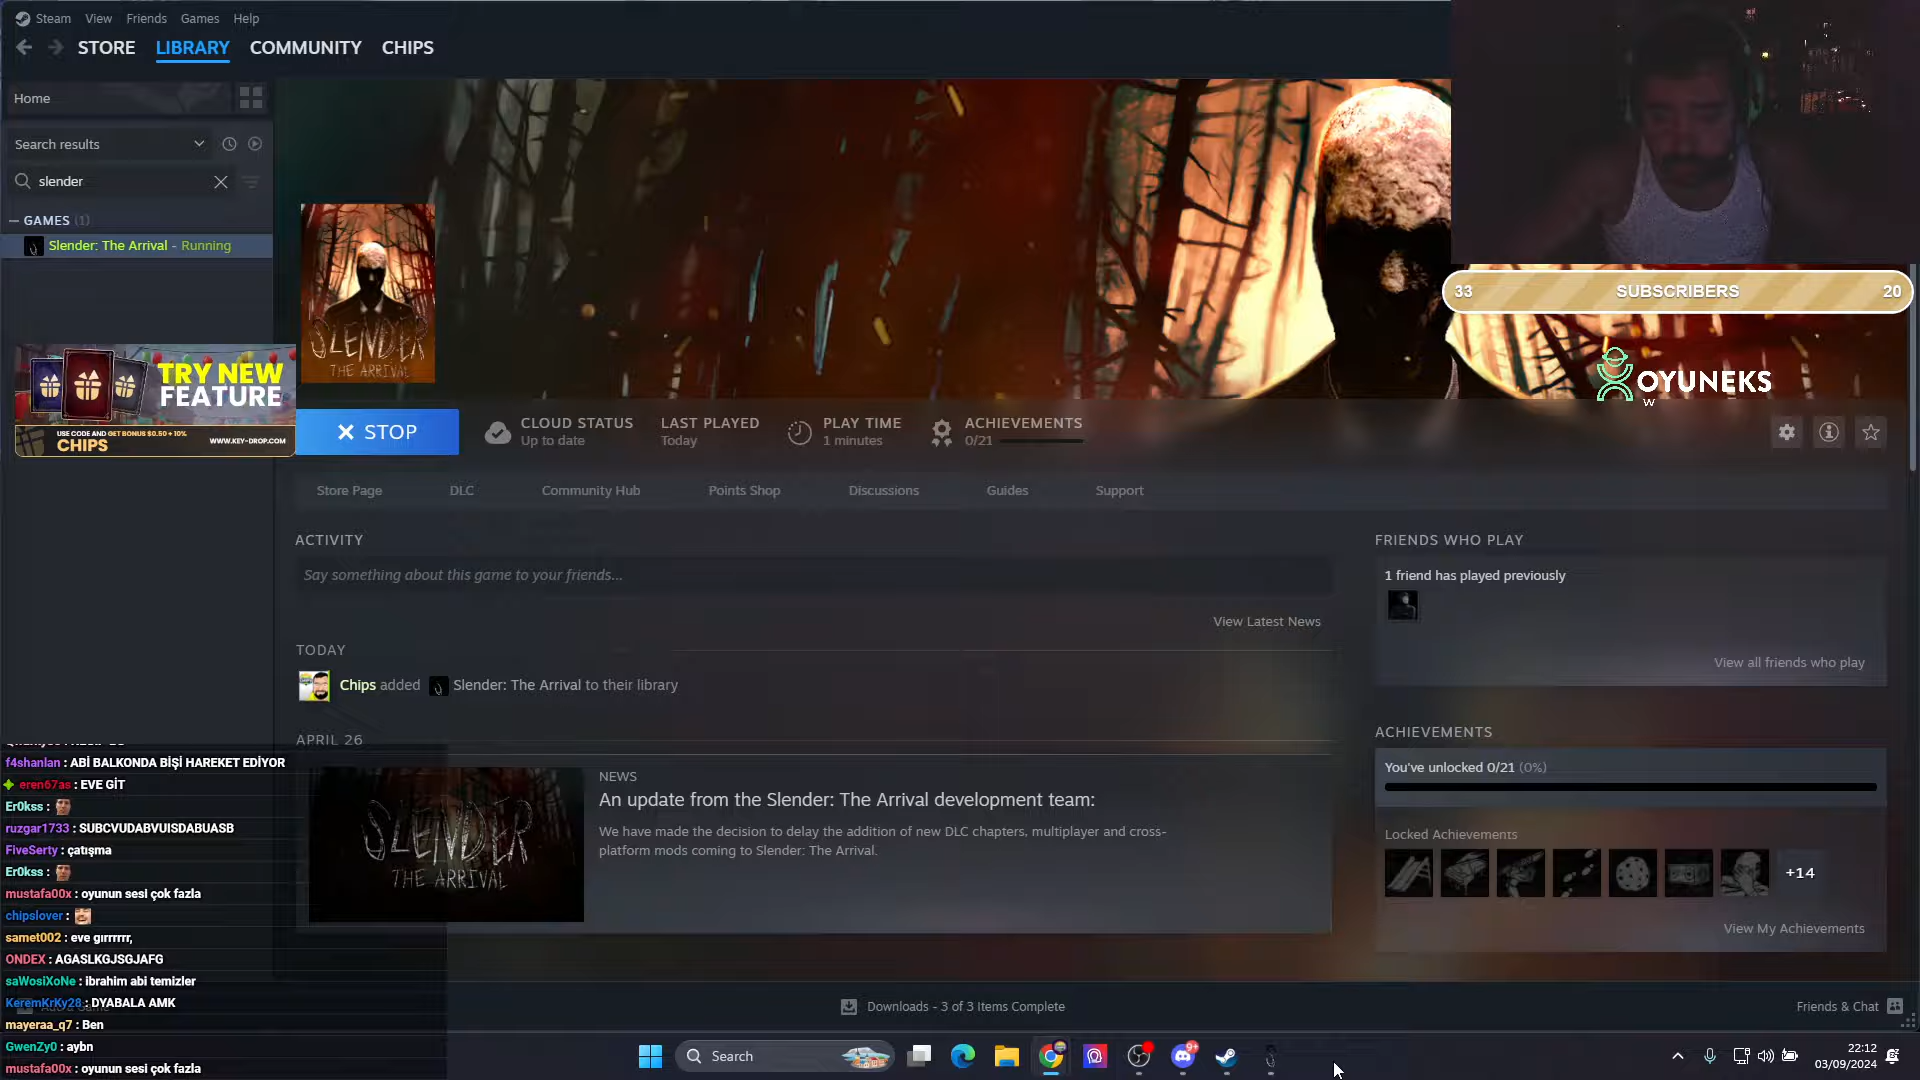 Steam View Friends Games Help
STORE LIBRARY COMMUNITY CHIPS
Home
Search results
slender
GAMES (1)
Slender: The Arrival - Running
TRY NEW
FEATURE
USE CODE AND GET BONUS $0.50 + 10%
CHIPS
WWW.KEY-DROP.COM
SLENDER
THE ARRIVAL
33 SUBSCRIBERS 20
OYUNEKS
W
STOP
CLOUD STATUS
Up to date
LAST PLAYED
Today
PLAY TIME
1 minutes
ACHIEVEMENTS
0/21
Store Page DLC Community Hub Points Shop Discussions Guides Support
ACTIVITY
Say something about this game to your friends...
View Latest News
TODAY
Chips added Slender: The Arrival to their library
APRIL 26
SLENDER
THE ARRIVAL
NEWS
An update from the Slender: The Arrival development team:
We have made the decision to delay the addition of new DLC chapters, multiplayer and cross-
platform mods coming to Slender: The Arrival.
FRIENDS WHO PLAY
1 friend has played previously
View all friends who play
ACHIEVEMENTS
You've unlocked 0/21 (0%)
Locked Achievements
+14
View My Achievements
f4shanlan : ABİ BALKONDA BİŞİ HAREKET EDİYOR
eren67as : EVE GİT
Er0kss :
ruzgar1733 : SUBCVUDABVUISDABUASB
FiveSerty : çatışma
Er0kss :
mustafa00x : oyunun sesi çok fazla
chipslover :
samet002 : eve gırrrrrr,
ONDEX : AGASLKGJSGJAFG
saWosiXoNe : ibrahim abi temizler
KeremKrKy28 : DYABALA AMK
mayeraa_q7 : Ben
GwenZy0 : aybn
mustafa00x : oyunun sesi çok fazla
Downloads - 3 of 3 Items Complete
Friends & Chat
Search
9+
22:12
03/09/2024